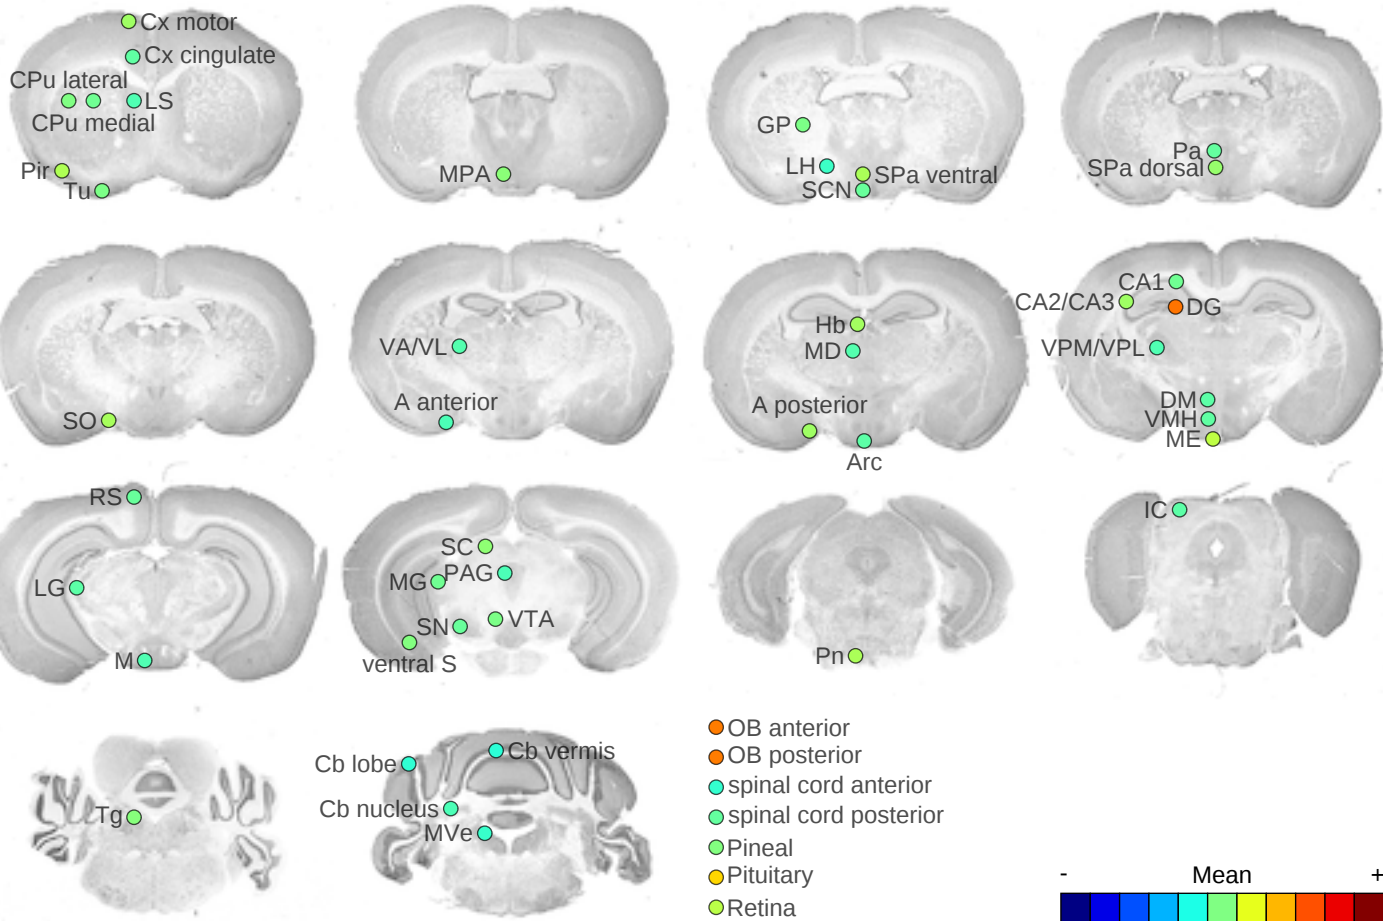 Cx motor
Cx cingulate
CPu lateral
LS
CPu medial
Pir
Tu
MPA
GP
LH
SPa ventral
SCN
Pa
SPa dorsal
SO
VA/VL
A anterior
Hb
MD
A posterior
Arc
CA1
CA2/CA3
DG
VPM/VPL
DM
VMH
ME
RS
LG
M
SC
PAG
MG
VTA
SN
ventral S
Pn
IC
Tg
Cb vermis
Cb lobe
Cb nucleus
MVe
OB anterior
OB posterior
spinal cord anterior
spinal cord posterior
Pineal
Pituitary
Retina
- Mean +